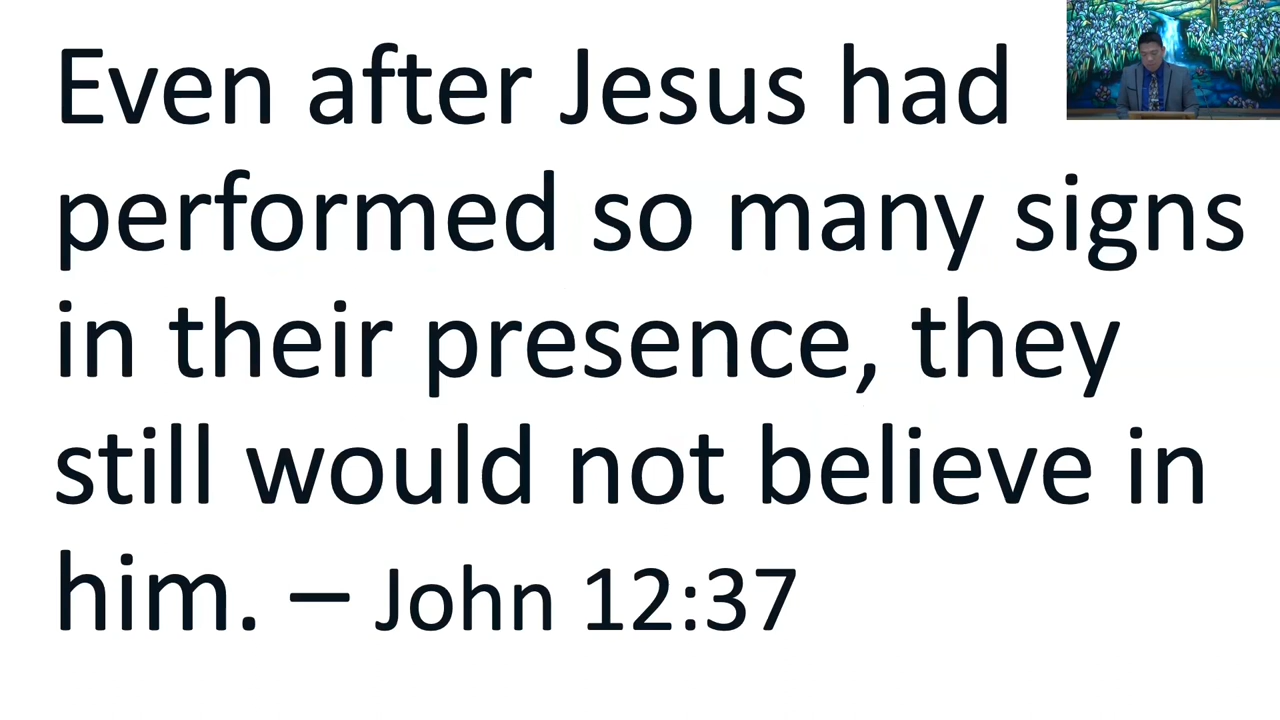 Even after Jesus had
performed so many signs
in their presence, they
still would not believe in
him. – John 12:37